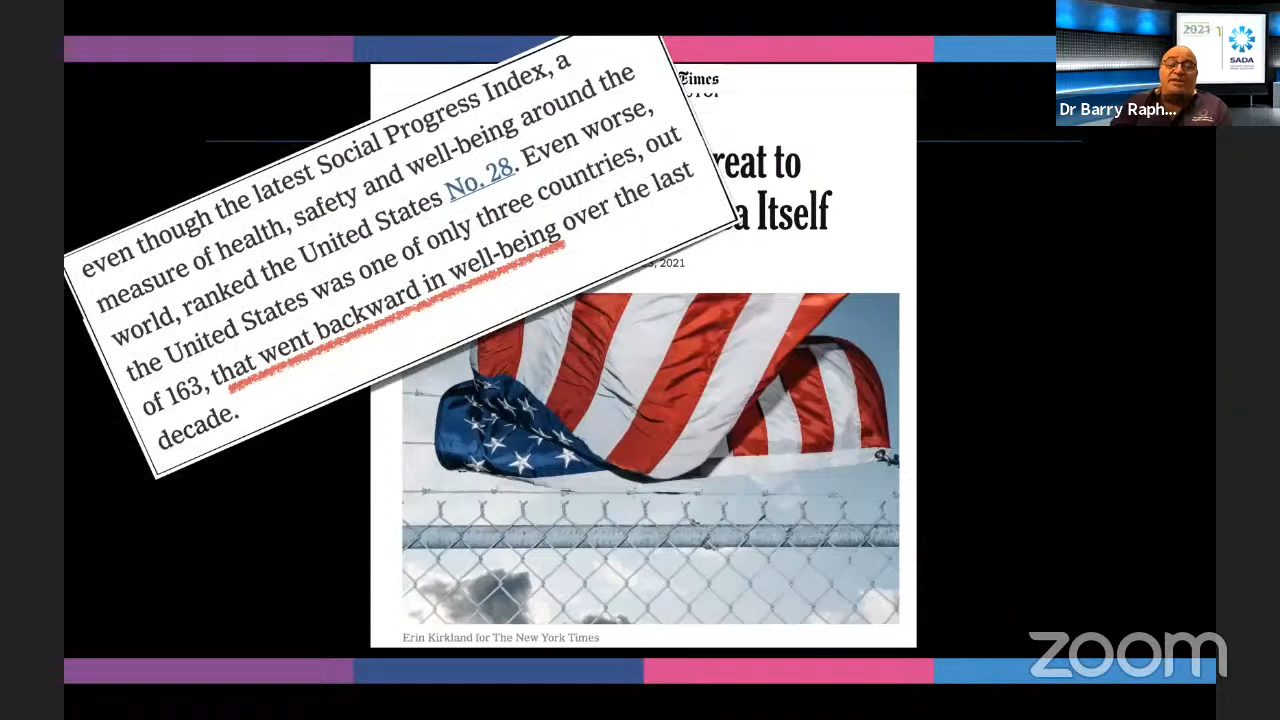 even though the latest Social Progress Index, a
measure of health, safety and well-being around the
world, ranked the United States No. 28. Even worse,
the United States was one of only three countries, out
of 163, that went backward in well-being over the last
decade.
Times
reat to
a Itself
, 2021
Erin Kirkland for The New York Times
2021
SADA
Dr Barry Raph...
zoom